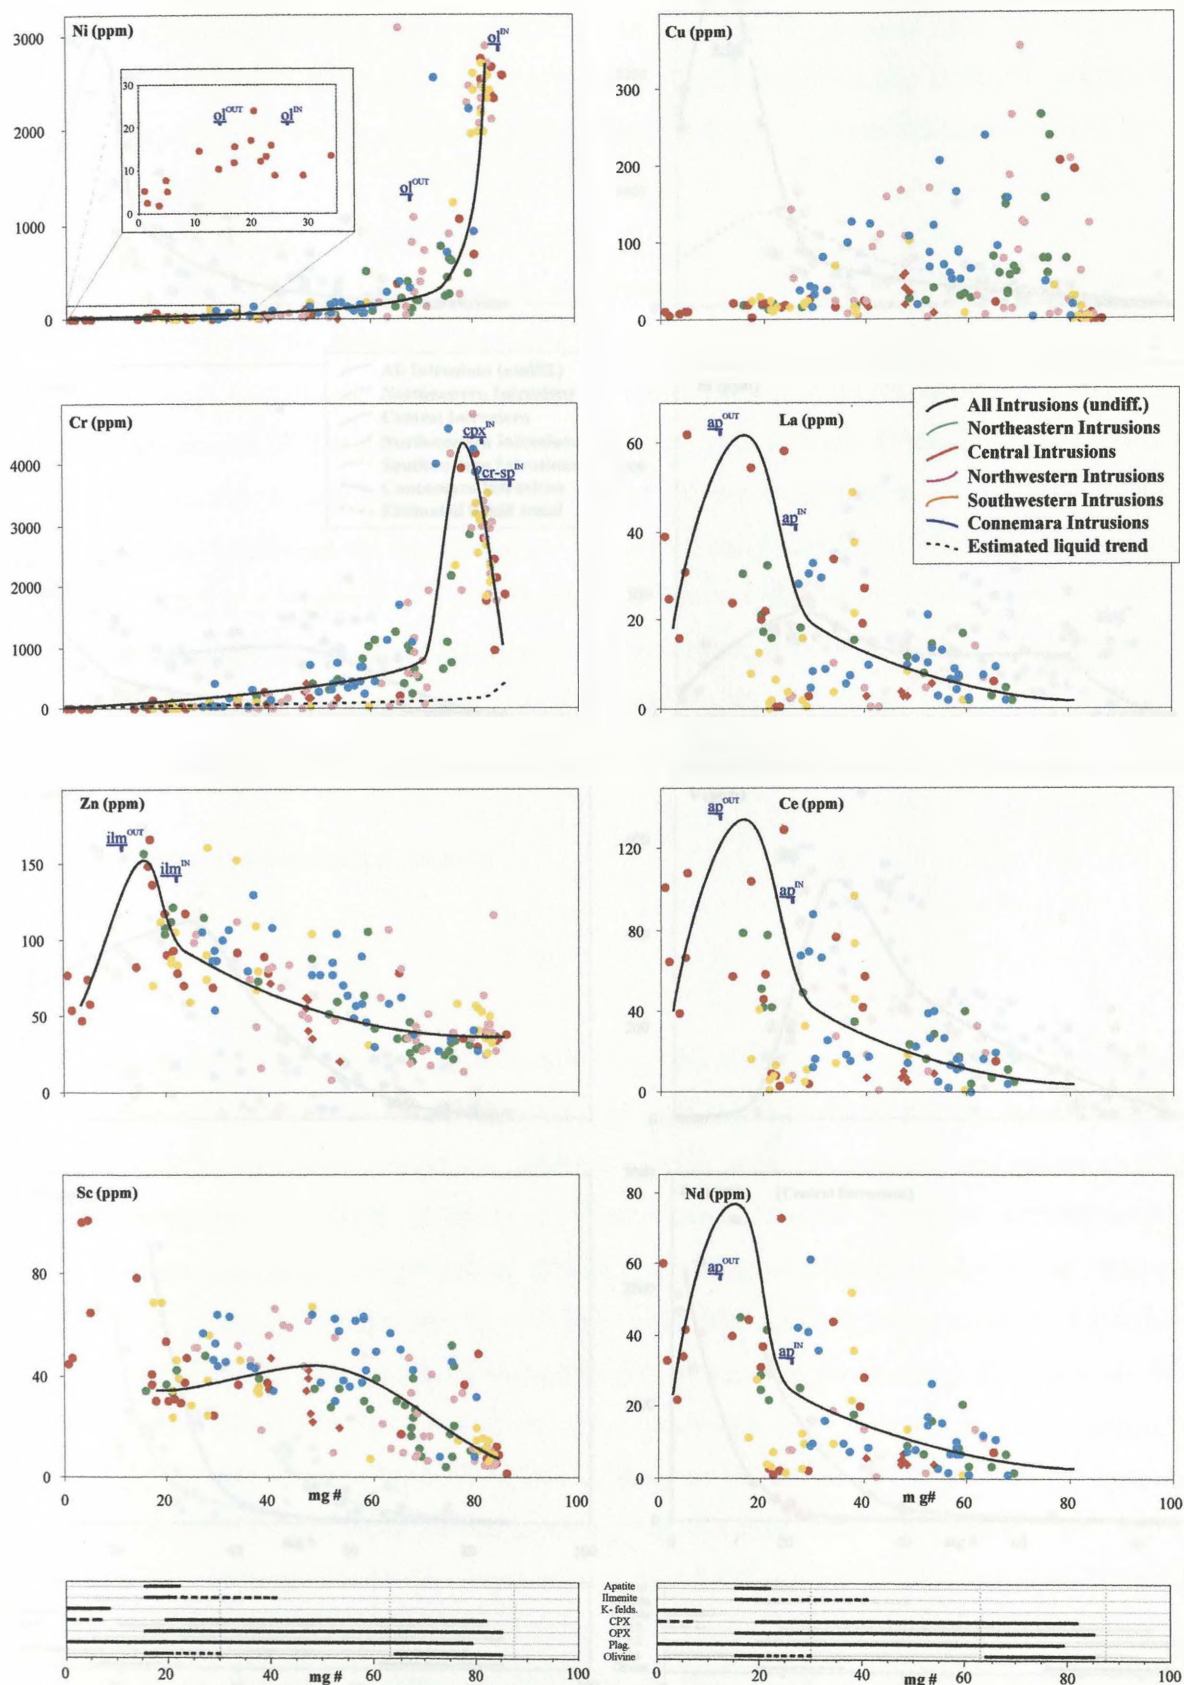 Ni (ppm)
3000
2000
1000
0
30
20
10
0
0 10 20 30
ol OUT
ol IN
ol OUT
ol IN
Cu (ppm)
300
200
100
0
Cr (ppm)
4000
3000
2000
1000
0
cpx IN
?cr-sp IN
La (ppm)
60
40
20
0
ap OUT
ap IN
All Intrusions (undiff.)
Northeastern Intrusions
Central Intrusions
Northwestern Intrusions
Southwestern Intrusions
Connemara Intrusions
Estimated liquid trend
Zn (ppm)
150
100
50
0
ilm OUT
ilm IN
Ce (ppm)
120
80
40
0
ap OUT
ap IN
Sc (ppm)
80
40
0
0 20 40 60 80 100
mg #
Nd (ppm)
80
60
40
20
0
ap OUT
ap IN
0 20 40 60 80 100
m g#
Apatite
Ilmenite
K- felds.
CPX
OPX
Plag.
Olivine
0 20 40 60 80 100
mg #
0 20 40 60 80 100
mg #